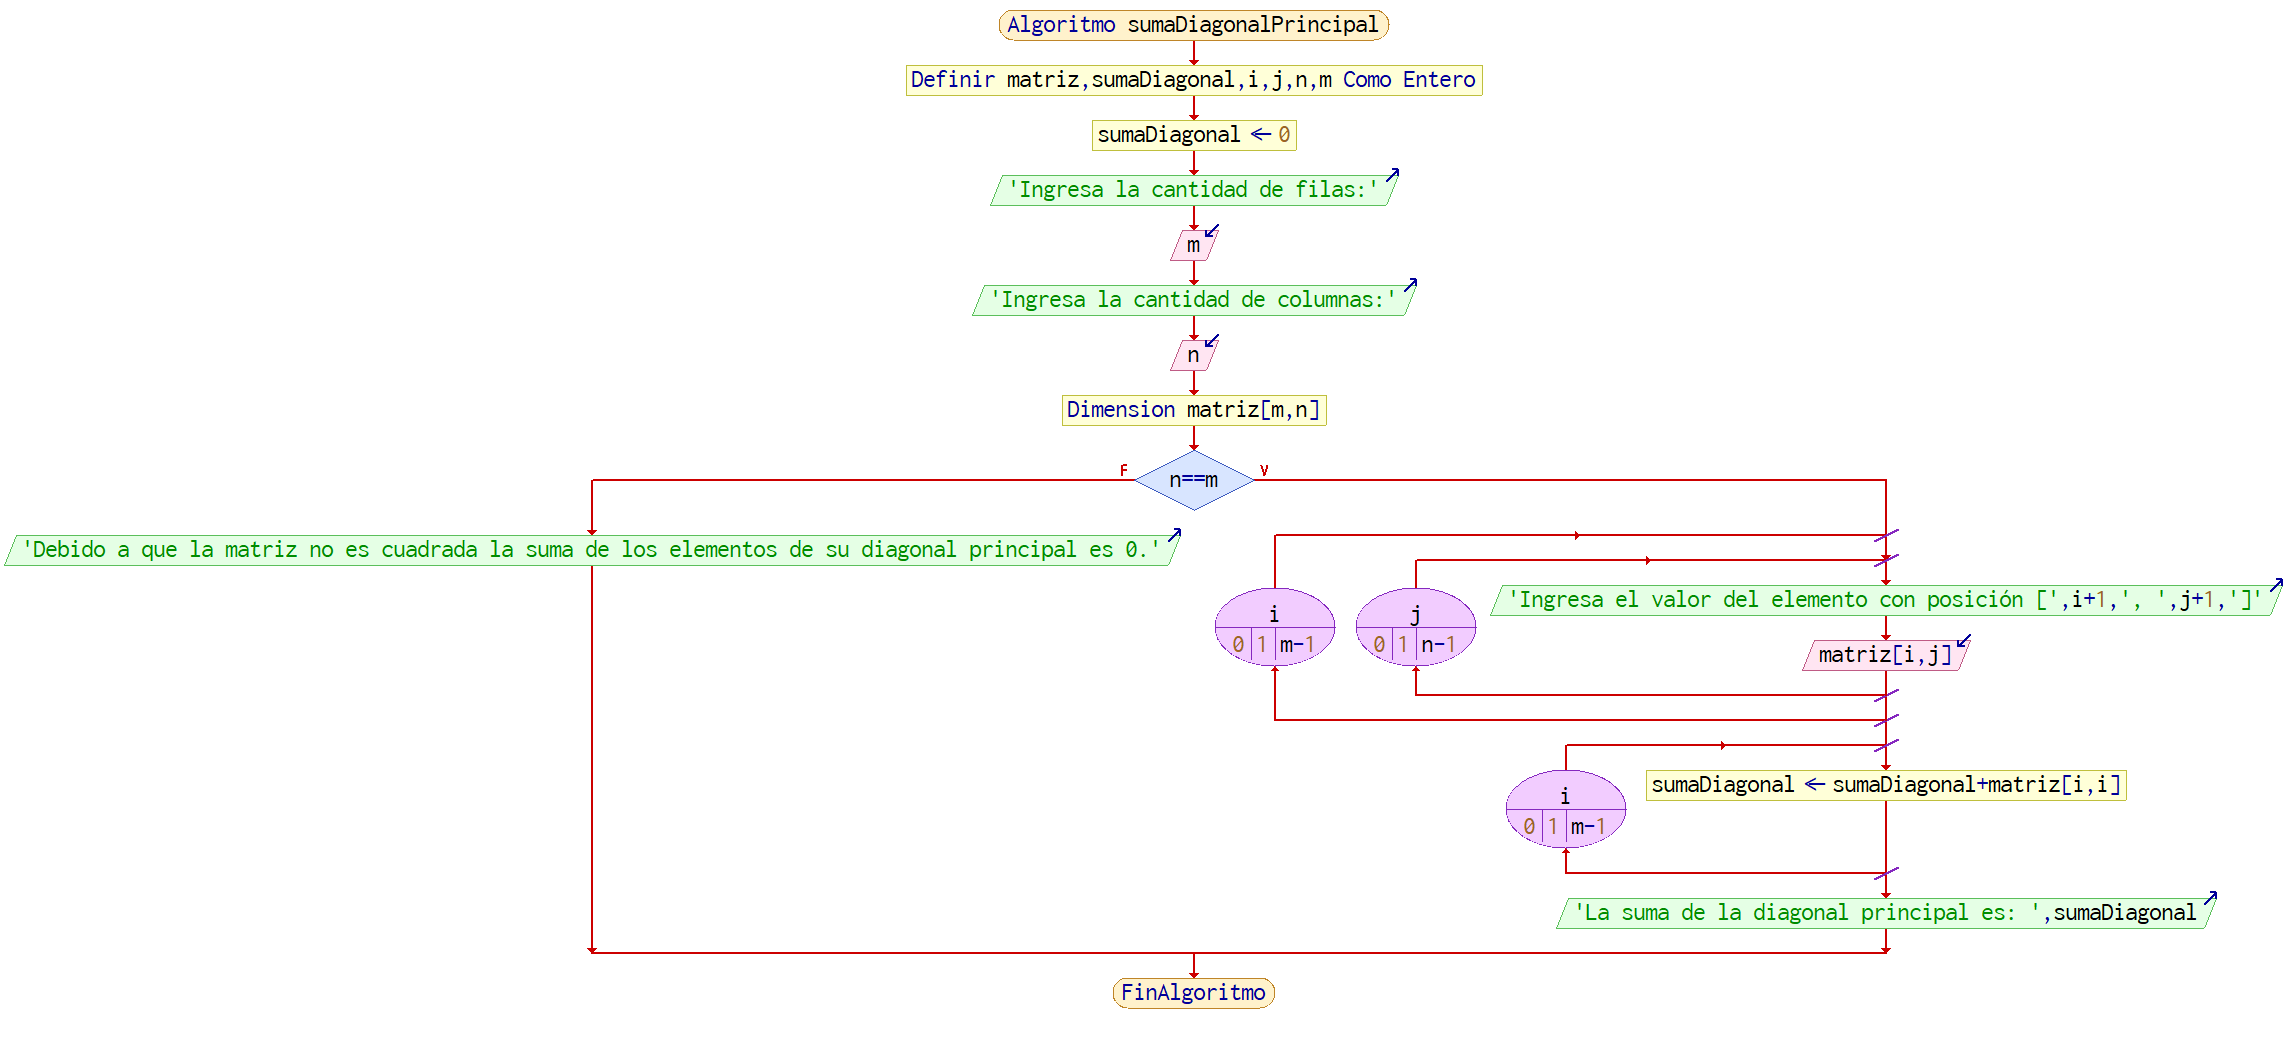 Algoritmo sumaDiagonalPrincipal
Definir matriz,sumaDiagonal,i,j,n,m Como Entero
sumaDiagonal ← 0
'Ingresa la cantidad de filas:'
m
'Ingresa la cantidad de columnas:'
n
Dimension matriz[m,n]
n==m
F
V
'Debido a que la matriz no es cuadrada la suma de los elementos de su diagonal principal es 0.'
i
0 1 m-1
j
0 1 n-1
'Ingresa el valor del elemento con posición [',i+1,', ',j+1,']'
matriz[i,j]
i
0 1 m-1
sumaDiagonal ← sumaDiagonal+matriz[i,i]
'La suma de la diagonal principal es: ',sumaDiagonal
FinAlgoritmo